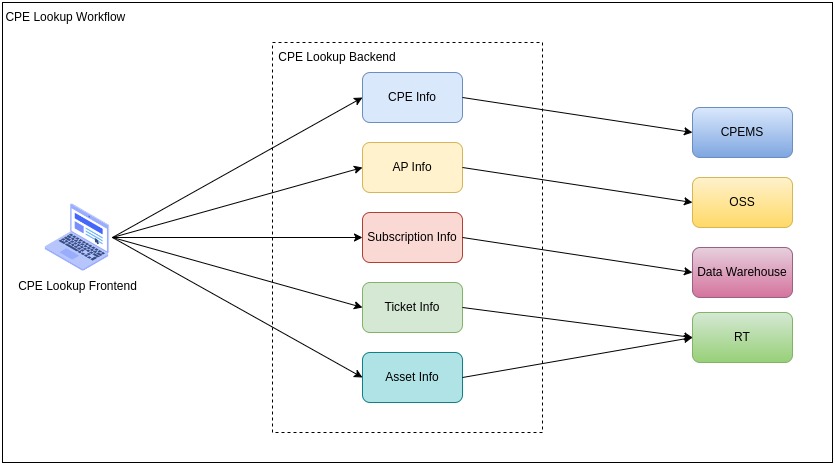 CPE Lookup Workflow
CPE Lookup Backend
CPE Info
CPEMS
AP Info
OSS
Subscription Info
Data Warehouse
CPE Lookup Frontend
Ticket Info
RT
Asset Info